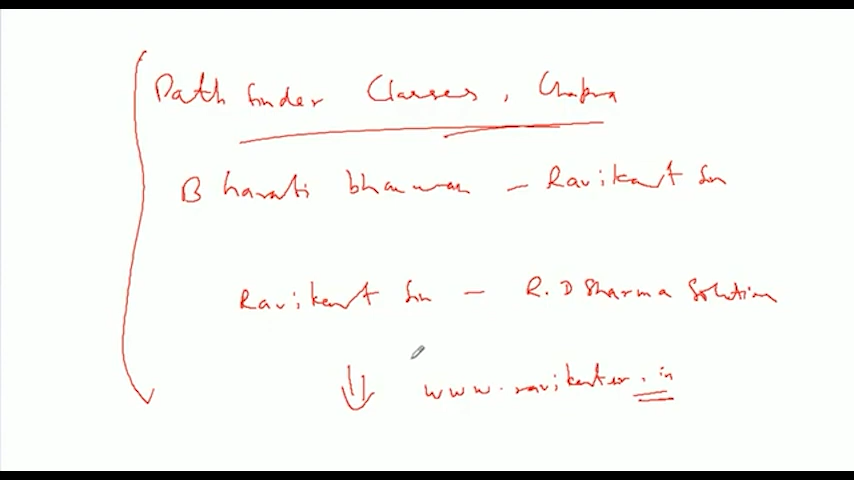 Path finder Classes, Chapra
Bharati bhawan - Ravikant Sir
Ravikant Sir - R.D Sharma Solution
www.ravikantsir.in